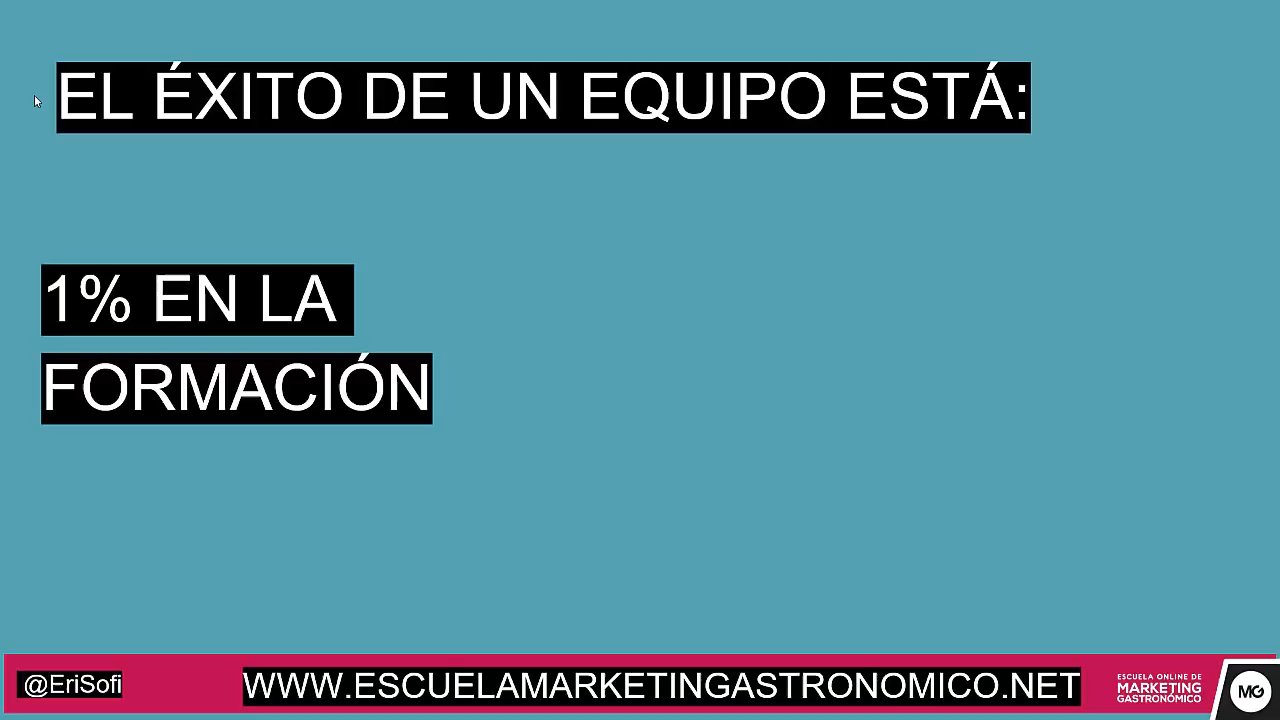 EL ÉXITO DE UN EQUIPO ESTÁ:
1% EN LA
FORMACIÓN
@EriSofi
WWW.ESCUELAMARKETINGASTRONOMICO.NET
ESCUELA ONLINE DE
MARKETING
GASTRONÓMICO
MG